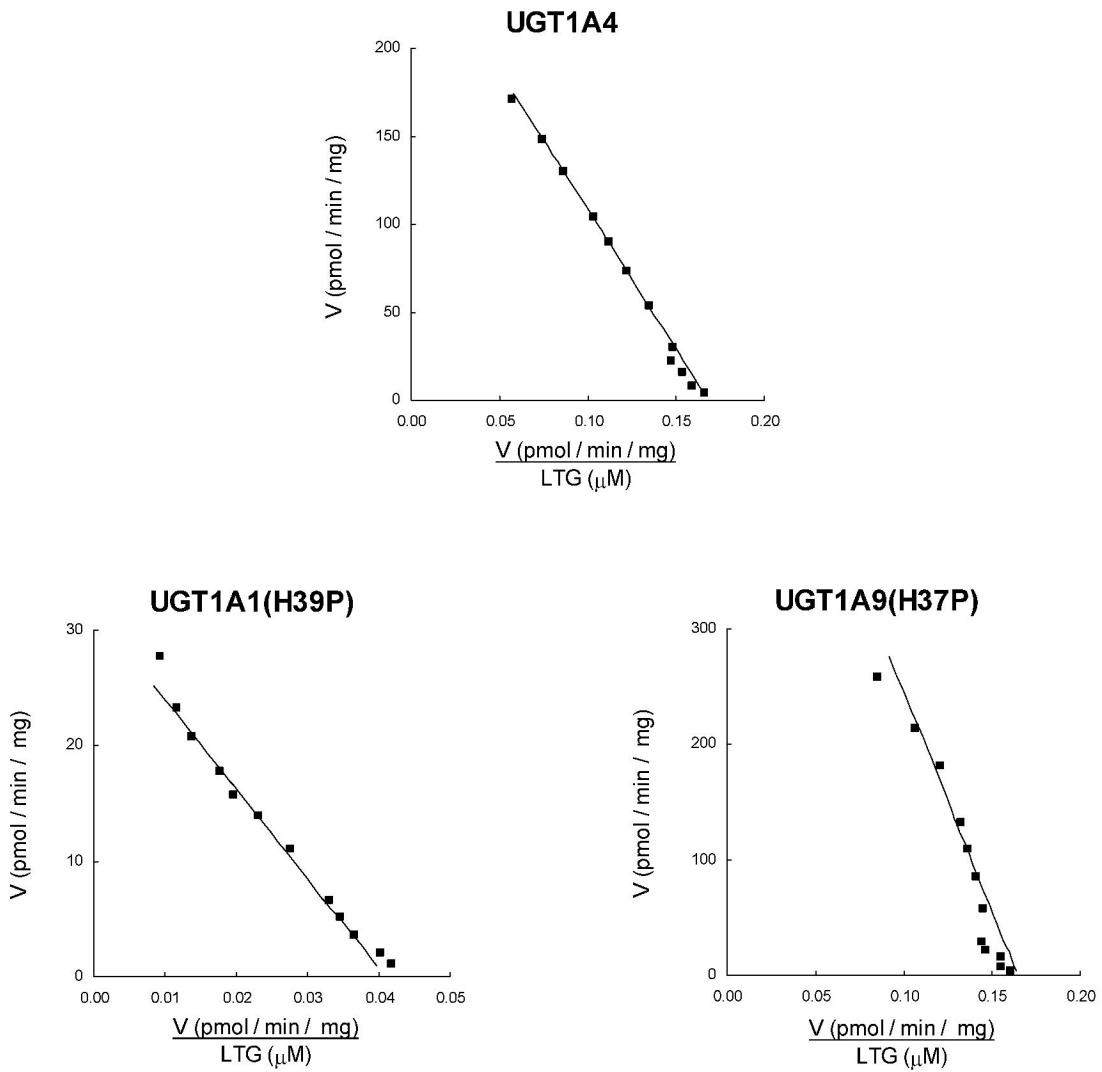 UGT1A4
200
150
100
50
0
V (pmol / min / mg)
0.00 0.05 0.10 0.15 0.20
V (pmol / min / mg)
LTG (μM)
UGT1A1(H39P)
30
20
10
0
V (pmol / min / mg)
0.00 0.01 0.02 0.03 0.04 0.05
V (pmol / min / mg)
LTG (μM)
UGT1A9(H37P)
300
200
100
0
V (pmol / min / mg)
0.00 0.05 0.10 0.15 0.20
V (pmol / min / mg)
LTG (μM)